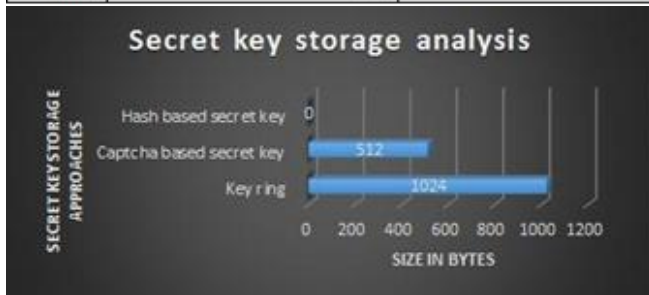 Secret key storage analysis
SECRET KEY STORAGE
APPROACHES
Hash based secret key 0
Captcha based secret key 512
Key ring 1024
0 200 400 600 800 1000 1200
SIZE IN BYTES